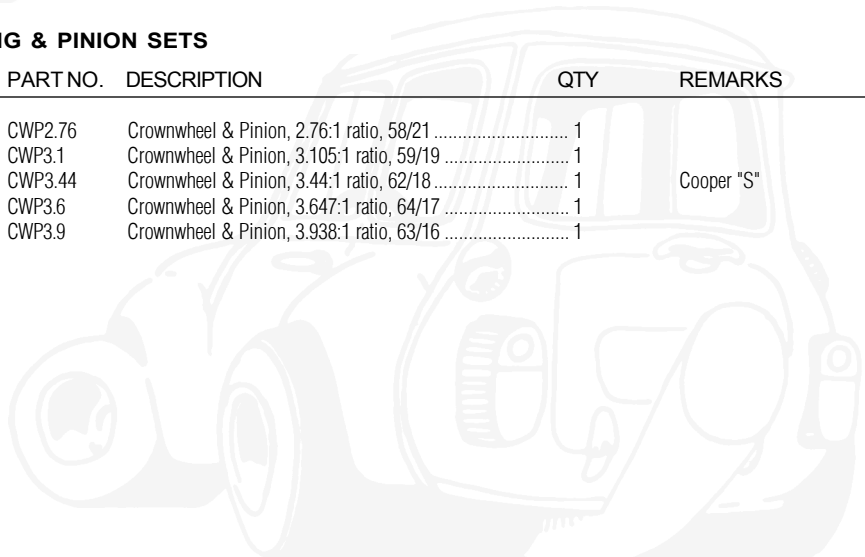 NG & PINION SETS
PART NO. DESCRIPTION QTY REMARKS
CWP2.76 Crownwheel & Pinion, 2.76:1 ratio, 58/21 ............................ 1
CWP3.1 Crownwheel & Pinion, 3.105:1 ratio, 59/19 .......................... 1
CWP3.44 Crownwheel & Pinion, 3.44:1 ratio, 62/18 ............................ 1 Cooper "S"
CWP3.6 Crownwheel & Pinion, 3.647:1 ratio, 64/17 .......................... 1
CWP3.9 Crownwheel & Pinion, 3.938:1 ratio, 63/16 .......................... 1